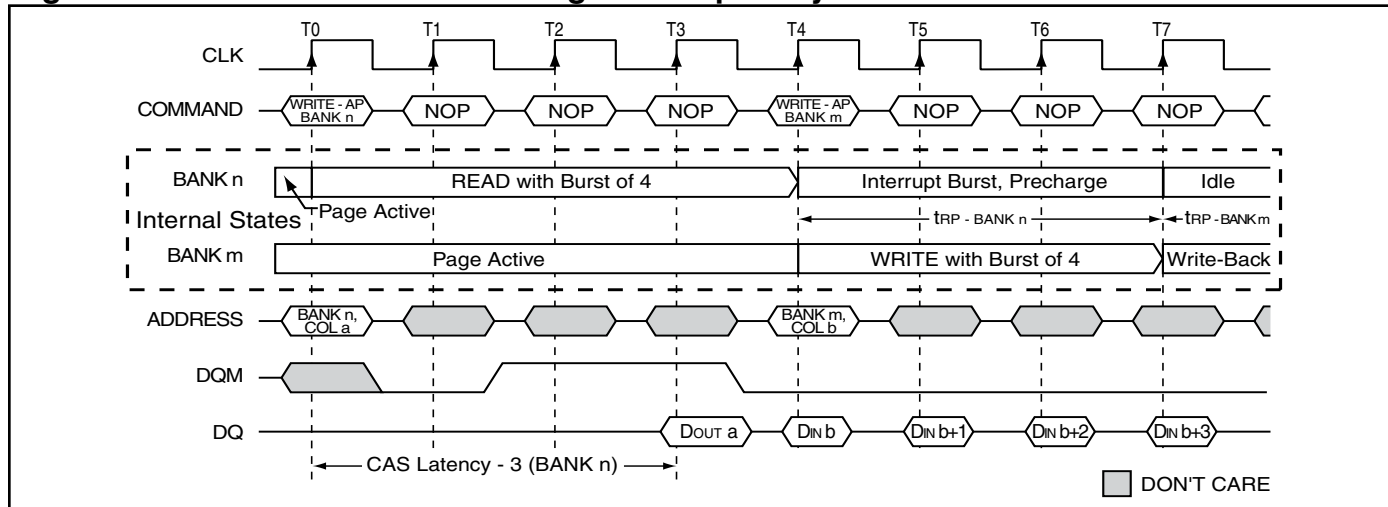 T0 T1 T2 T3 T4 T5 T6 T7
CLK
COMMAND WRITE - AP BANK n NOP NOP NOP WRITE - AP BANK m NOP NOP NOP
BANK n READ with Burst of 4 Interrupt Burst, Precharge Idle
Internal States Page Active tRP - BANK n tRP - BANK m
BANK m Page Active WRITE with Burst of 4 Write-Back
ADDRESS BANK n, COL a BANK m, COL b
DQM
DQ DOUT a DIN b DIN b+1 DIN b+2 DIN b+3
CAS Latency - 3 (BANK n)
DON'T CARE